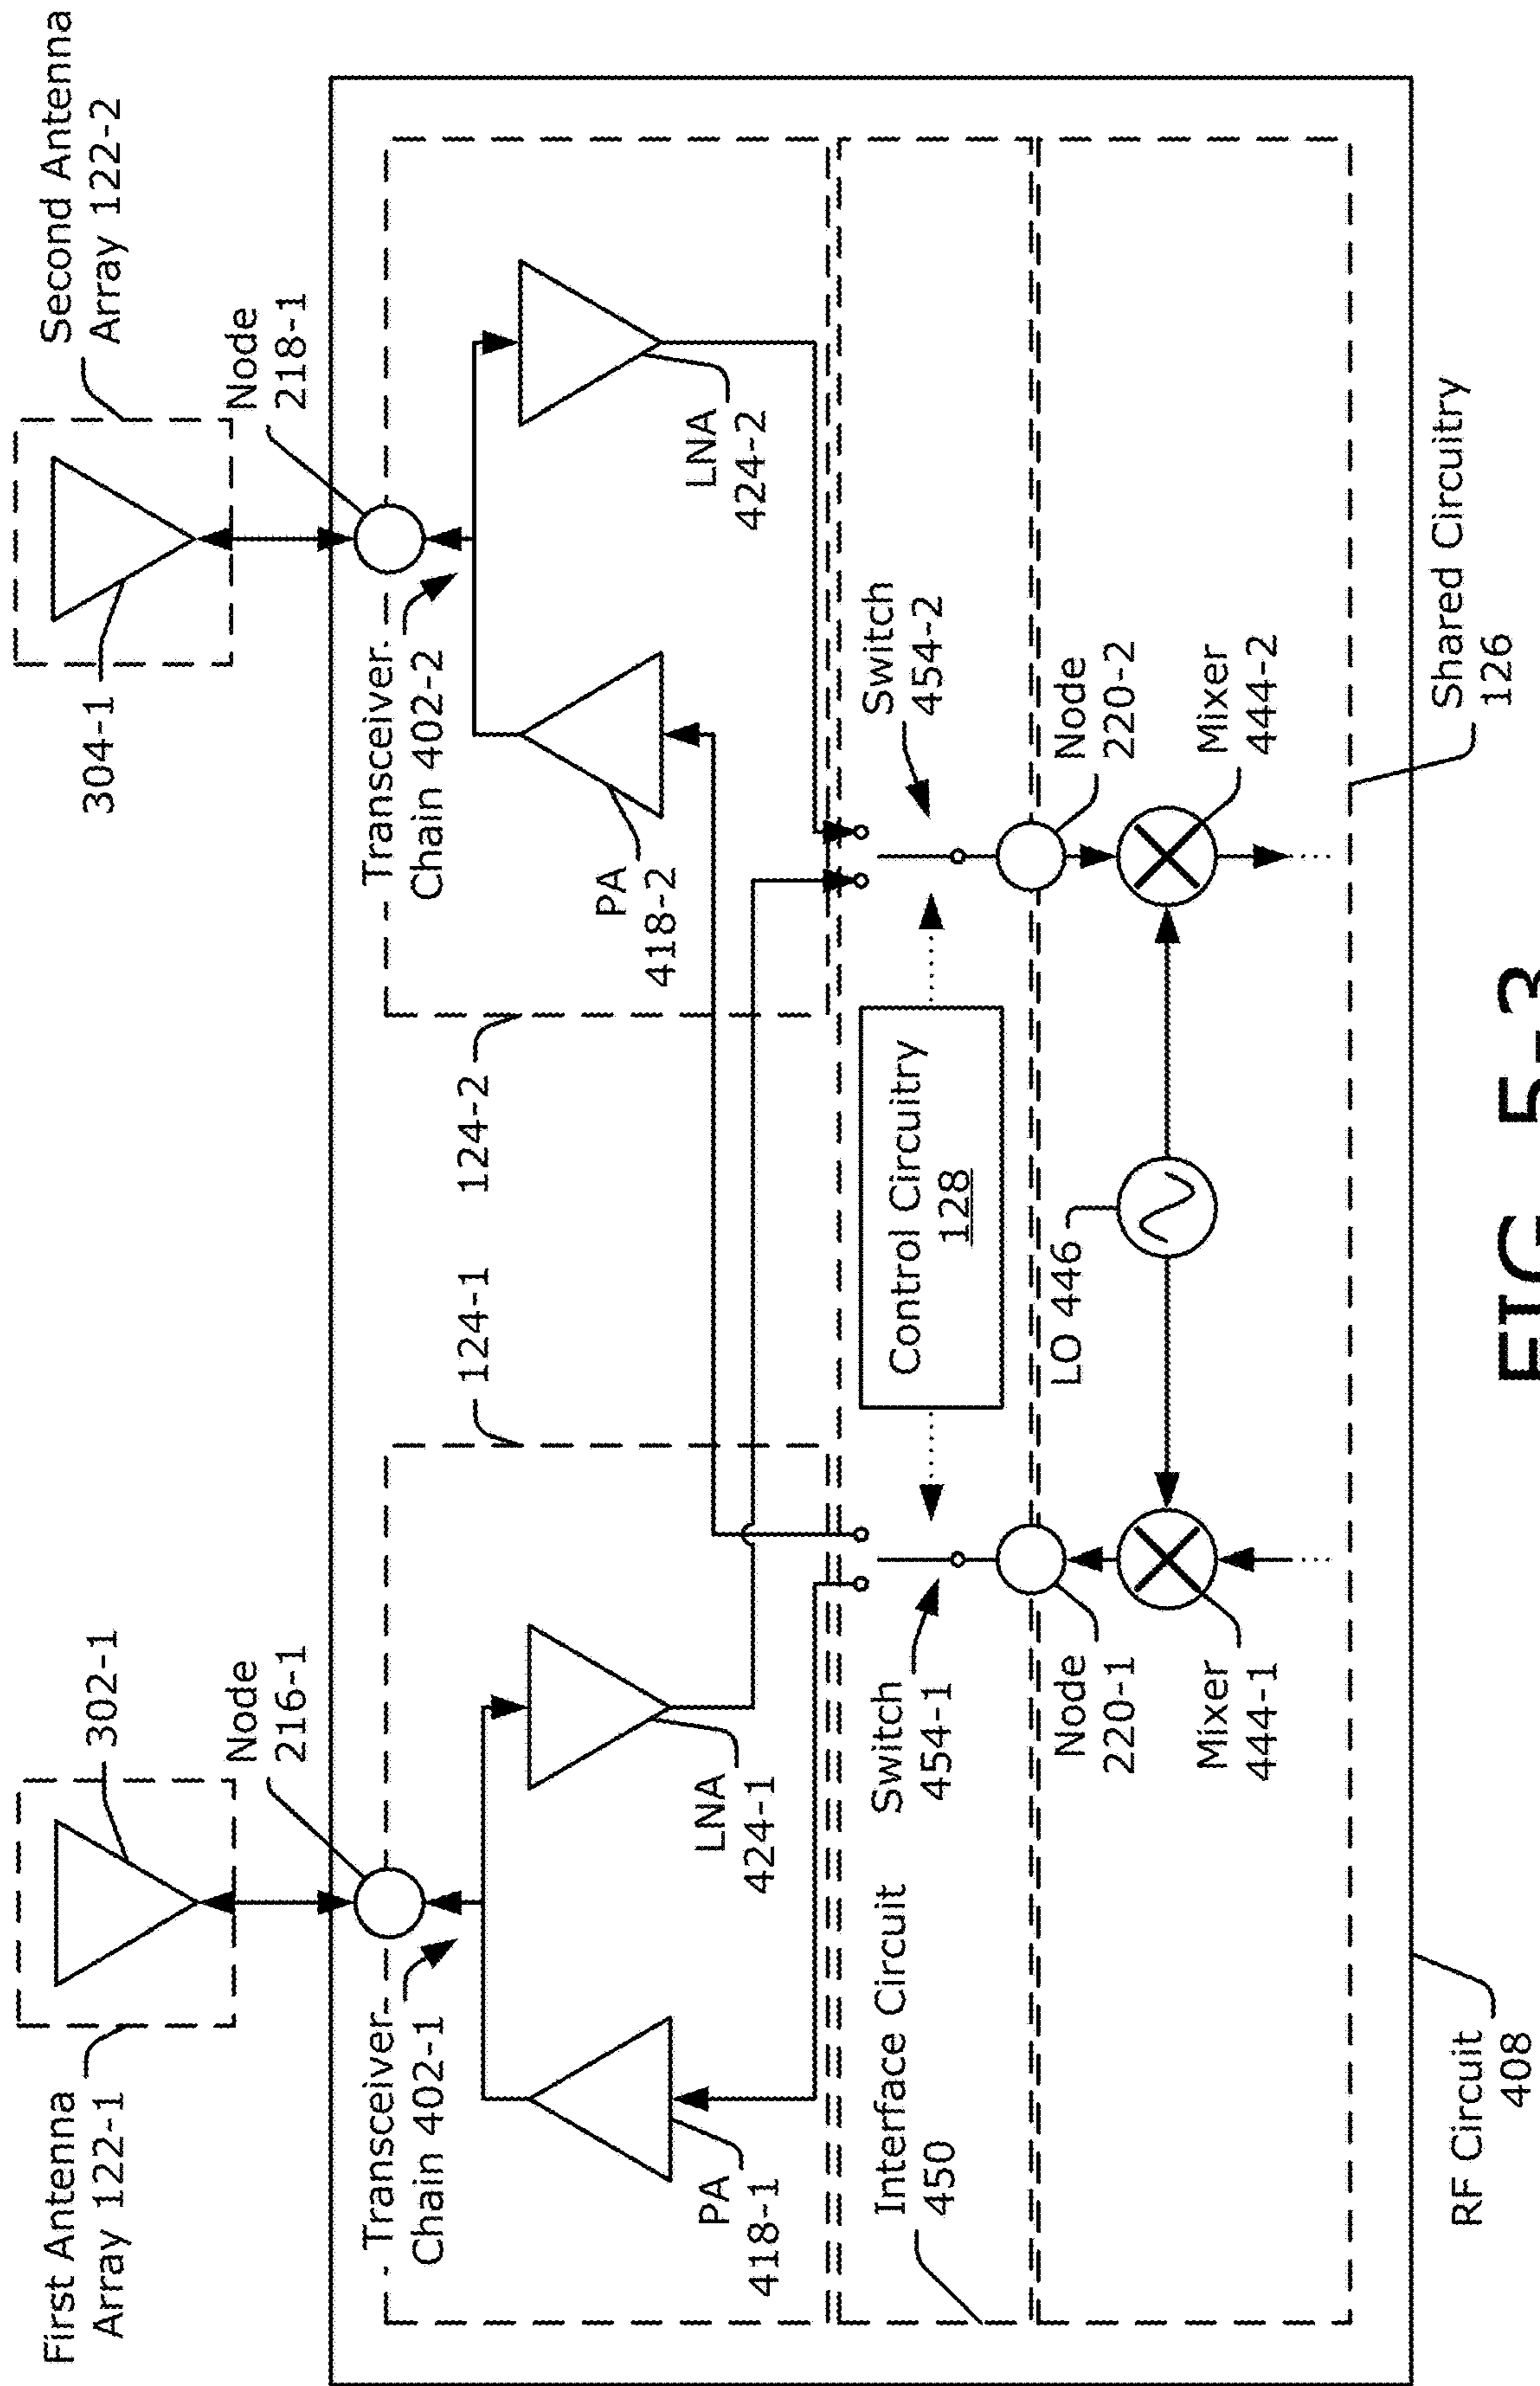 First Antenna
Array 122-1
302-1
304-1
Second Antenna
Array 122-2
Node
216-1
Node
218-1
Transceiver
Chain 402-1
124-1
124-2
Transceiver
Chain 402-2
PA
418-1
LNA
424-1
PA
418-2
LNA
424-2
Interface Circuit
450
Switch
454-1
Control Circuitry
128
Switch
454-2
Node
220-1
LO 446
Node
220-2
Mixer
444-1
Mixer
444-2
RF Circuit
408
Shared Circuitry
126
FIG. 5-3